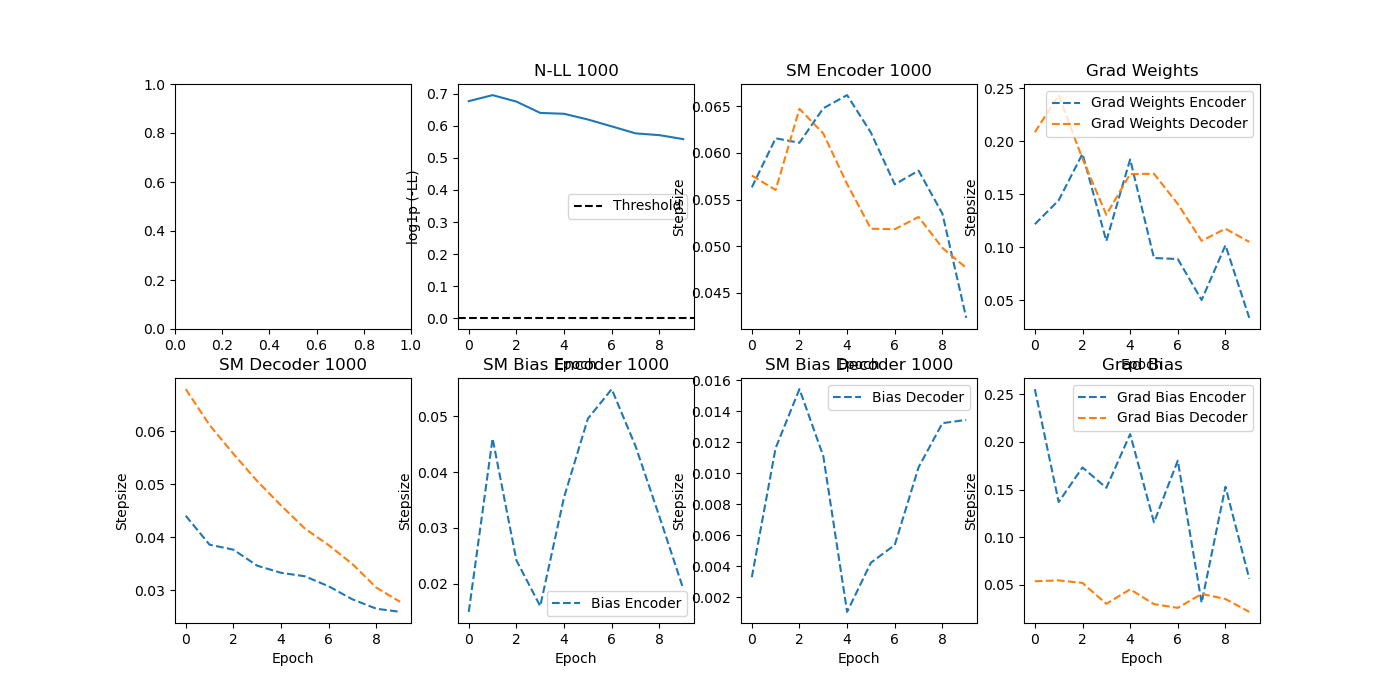 N-LL 1000
SM Encoder 1000
Grad Weights
1.0
0.8
0.6
0.4
0.2
0.0
0.0 0.2 0.4 0.6 0.8 1.0
log1p (-LL)
0.7
0.6
0.5
0.4
0.3
0.2
0.1
0.0
Threshold
0 2 4 6 8
Epoch
Stepsize
0.065
0.060
0.055
0.050
0.045
0 2 4 6 8
Epoch
Stepsize
0.25
0.20
0.15
0.10
0.05
Grad Weights Encoder
Grad Weights Decoder
0 2 4 6 8
Epoch
SM Decoder 1000
SM Bias Encoder 1000
SM Bias Decoder 1000
Grad Bias
Stepsize
0.06
0.05
0.04
0.03
0 2 4 6 8
Epoch
Stepsize
0.05
0.04
0.03
0.02
Bias Encoder
0 2 4 6 8
Epoch
Stepsize
0.016
0.014
0.012
0.010
0.008
0.006
0.004
0.002
Bias Decoder
0 2 4 6 8
Epoch
Stepsize
0.25
0.20
0.15
0.10
0.05
Grad Bias Encoder
Grad Bias Decoder
0 2 4 6 8
Epoch